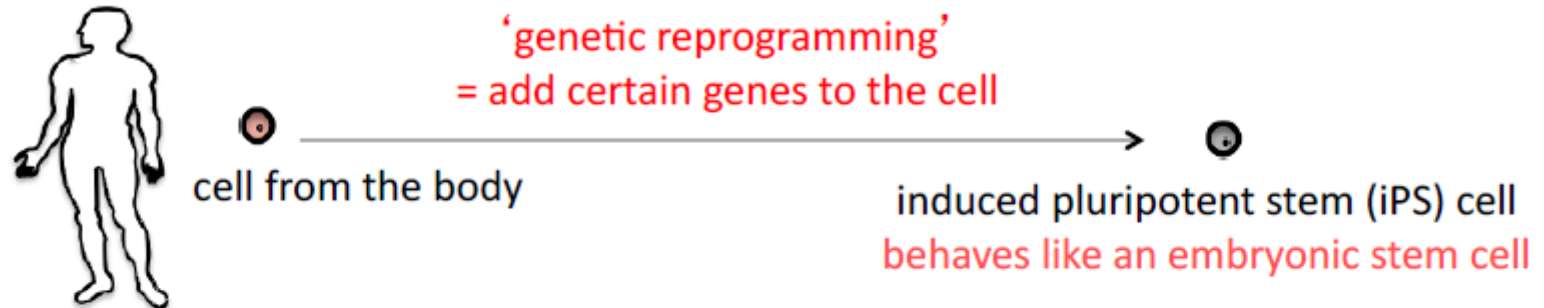 ‘genetic reprogramming’
= add certain genes to the cell
cell from the body
induced pluripotent stem (iPS) cell
behaves like an embryonic stem cell